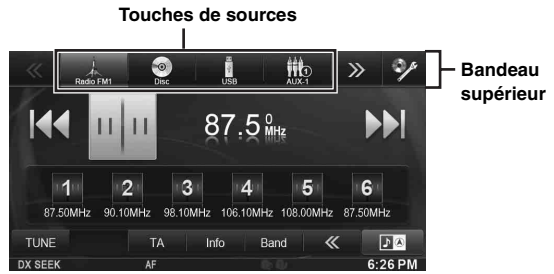 Touches de sources
Radio FM1
Disc
USB
1
AUX-1
Bandeau
supérieur
87.50 MHz
1 2 3 4 5 6
87.50MHz 90.10MHz 98.10MHz 106.10MHz 108.00MHz 87.50MHz
TUNE TA Info Band
DX SEEK AF 6:26 PM